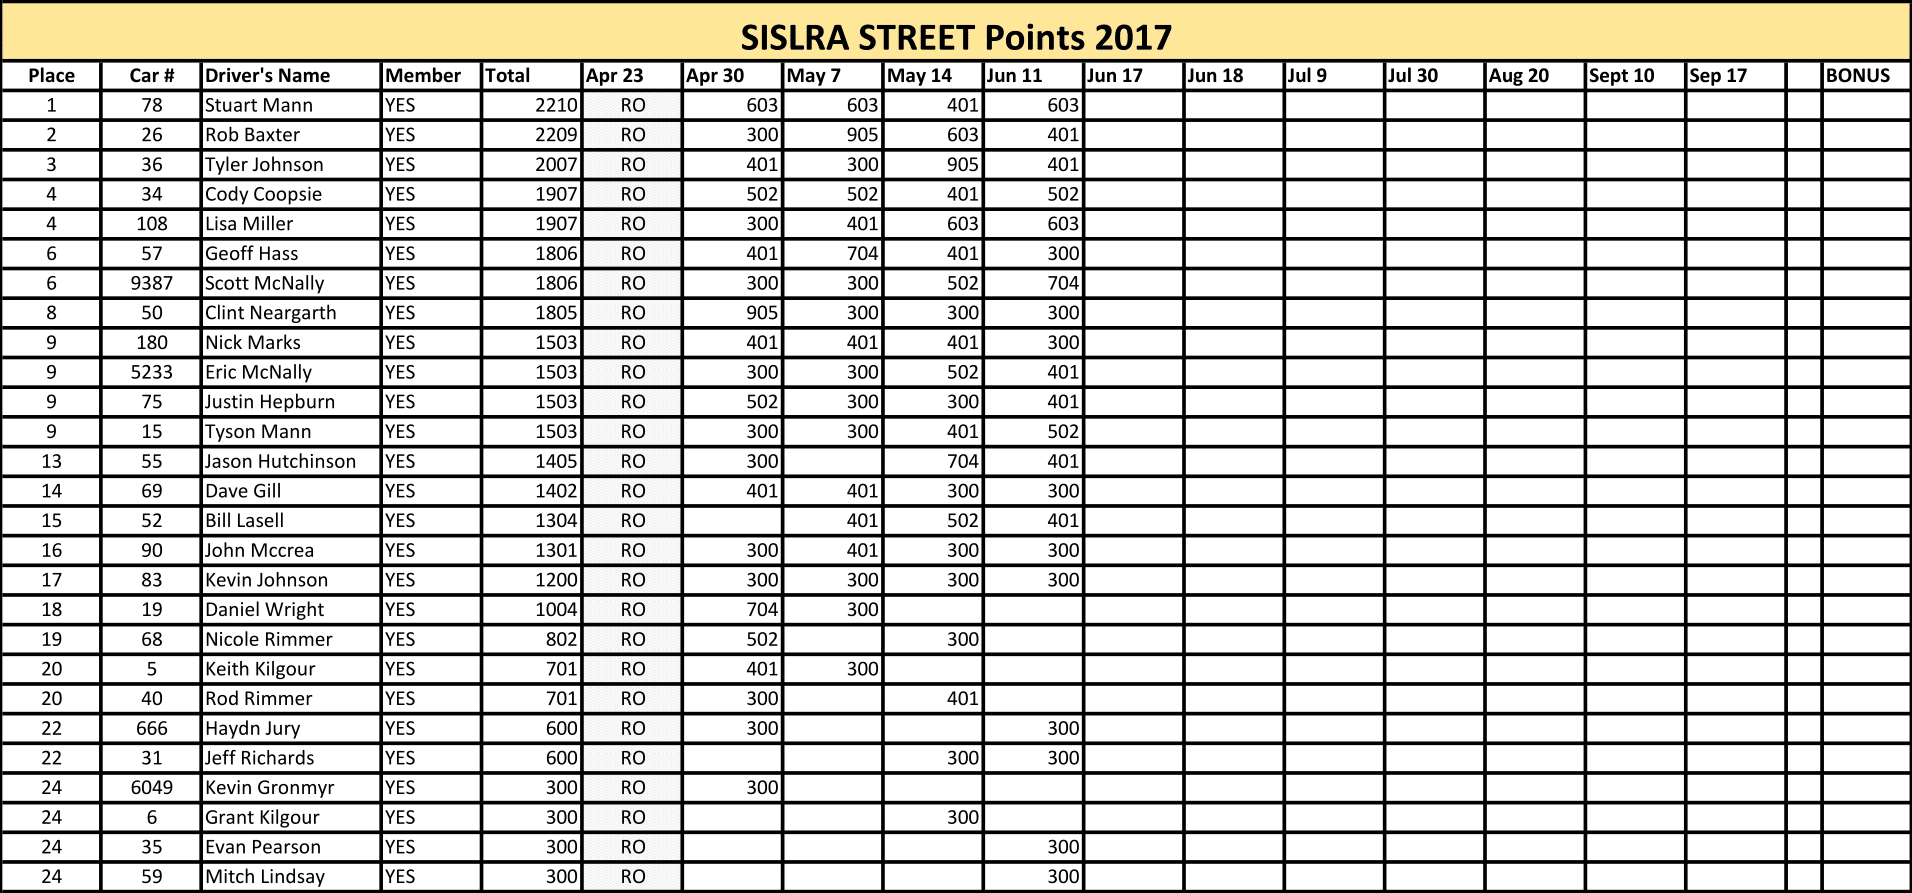 SISLRA STREET Points 2017
Place Car # Driver's Name Member Total Apr 23 Apr 30 May 7 May 14 Jun 11 Jun 17 Jun 18 Jul 9 Jul 30 Aug 20 Sept 10 Sep 17 BONUS
1 78 Stuart Mann YES 2210 RO 603 603 401 603
2 26 Rob Baxter YES 2209 RO 300 905 603 401
3 36 Tyler Johnson YES 2007 RO 401 300 905 401
4 34 Cody Coopsie YES 1907 RO 502 502 401 502
4 108 Lisa Miller YES 1907 RO 300 401 603 603
6 57 Geoff Hass YES 1806 RO 401 704 401 300
6 9387 Scott McNally YES 1806 RO 300 300 502 704
8 50 Clint Neargarth YES 1805 RO 905 300 300 300
9 180 Nick Marks YES 1503 RO 401 401 401 300
9 5233 Eric McNally YES 1503 RO 300 300 502 401
9 75 Justin Hepburn YES 1503 RO 502 300 300 401
9 15 Tyson Mann YES 1503 RO 300 300 401 502
13 55 Jason Hutchinson YES 1405 RO 300 704 401
14 69 Dave Gill YES 1402 RO 401 401 300 300
15 52 Bill Lasell YES 1304 RO 401 502 401
16 90 John Mccrea YES 1301 RO 300 401 300 300
17 83 Kevin Johnson YES 1200 RO 300 300 300 300
18 19 Daniel Wright YES 1004 RO 704 300
19 68 Nicole Rimmer YES 802 RO 502 300
20 5 Keith Kilgour YES 701 RO 401 300
20 40 Rod Rimmer YES 701 RO 300 401
22 666 Haydn Jury YES 600 RO 300 300
22 31 Jeff Richards YES 600 RO 300 300
24 6049 Kevin Gronmyr YES 300 RO 300
24 6 Grant Kilgour YES 300 RO 300
24 35 Evan Pearson YES 300 RO 300
24 59 Mitch Lindsay YES 300 RO 300